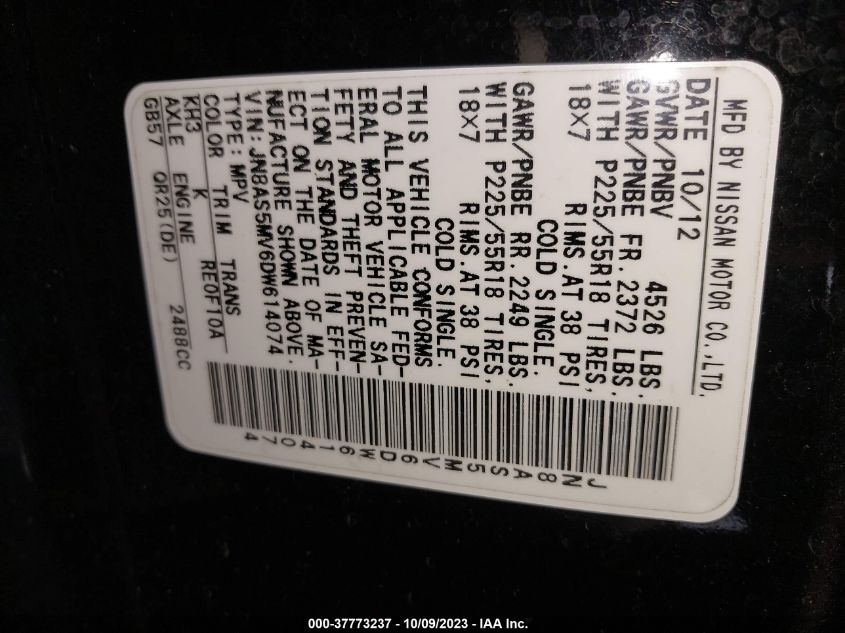 MFD BY NISSAN MOTOR CO.,LTD.
DATE 10/12
GVWR/PNBV 4526 LBS.
GAWR/PNBE FR. 2372 LBS.
WITH P225/55R18 TIRES,
18X7 RIMS.AT 38 PSI
COLD SINGLE.
GAWR/PNBE RR. 2249 LBS.
WITH P225/55R18 TIRES,
18X7 RIMS.AT 38 PSI
COLD SINGLE.
THIS VEHICLE CONFORMS
TO ALL APPLICABLE FED-
ERAL MOTOR VEHICLE SA-
FETY AND THEFT PREVEN-
TION STANDARDS IN EFF-
ECT ON THE DATE OF MA-
NUFACTURE SHOWN ABOVE.
VIN: JN8AS5MV6DW614074
TYPE: MPV
COLOR TRIM TRANS
KH3 K RE0F10A
AXLE ENGINE
GB57 QR25(DE) 2488CC
JN8AS5MV6DW614074
000-37773237 - 10/09/2023 - IAA Inc.